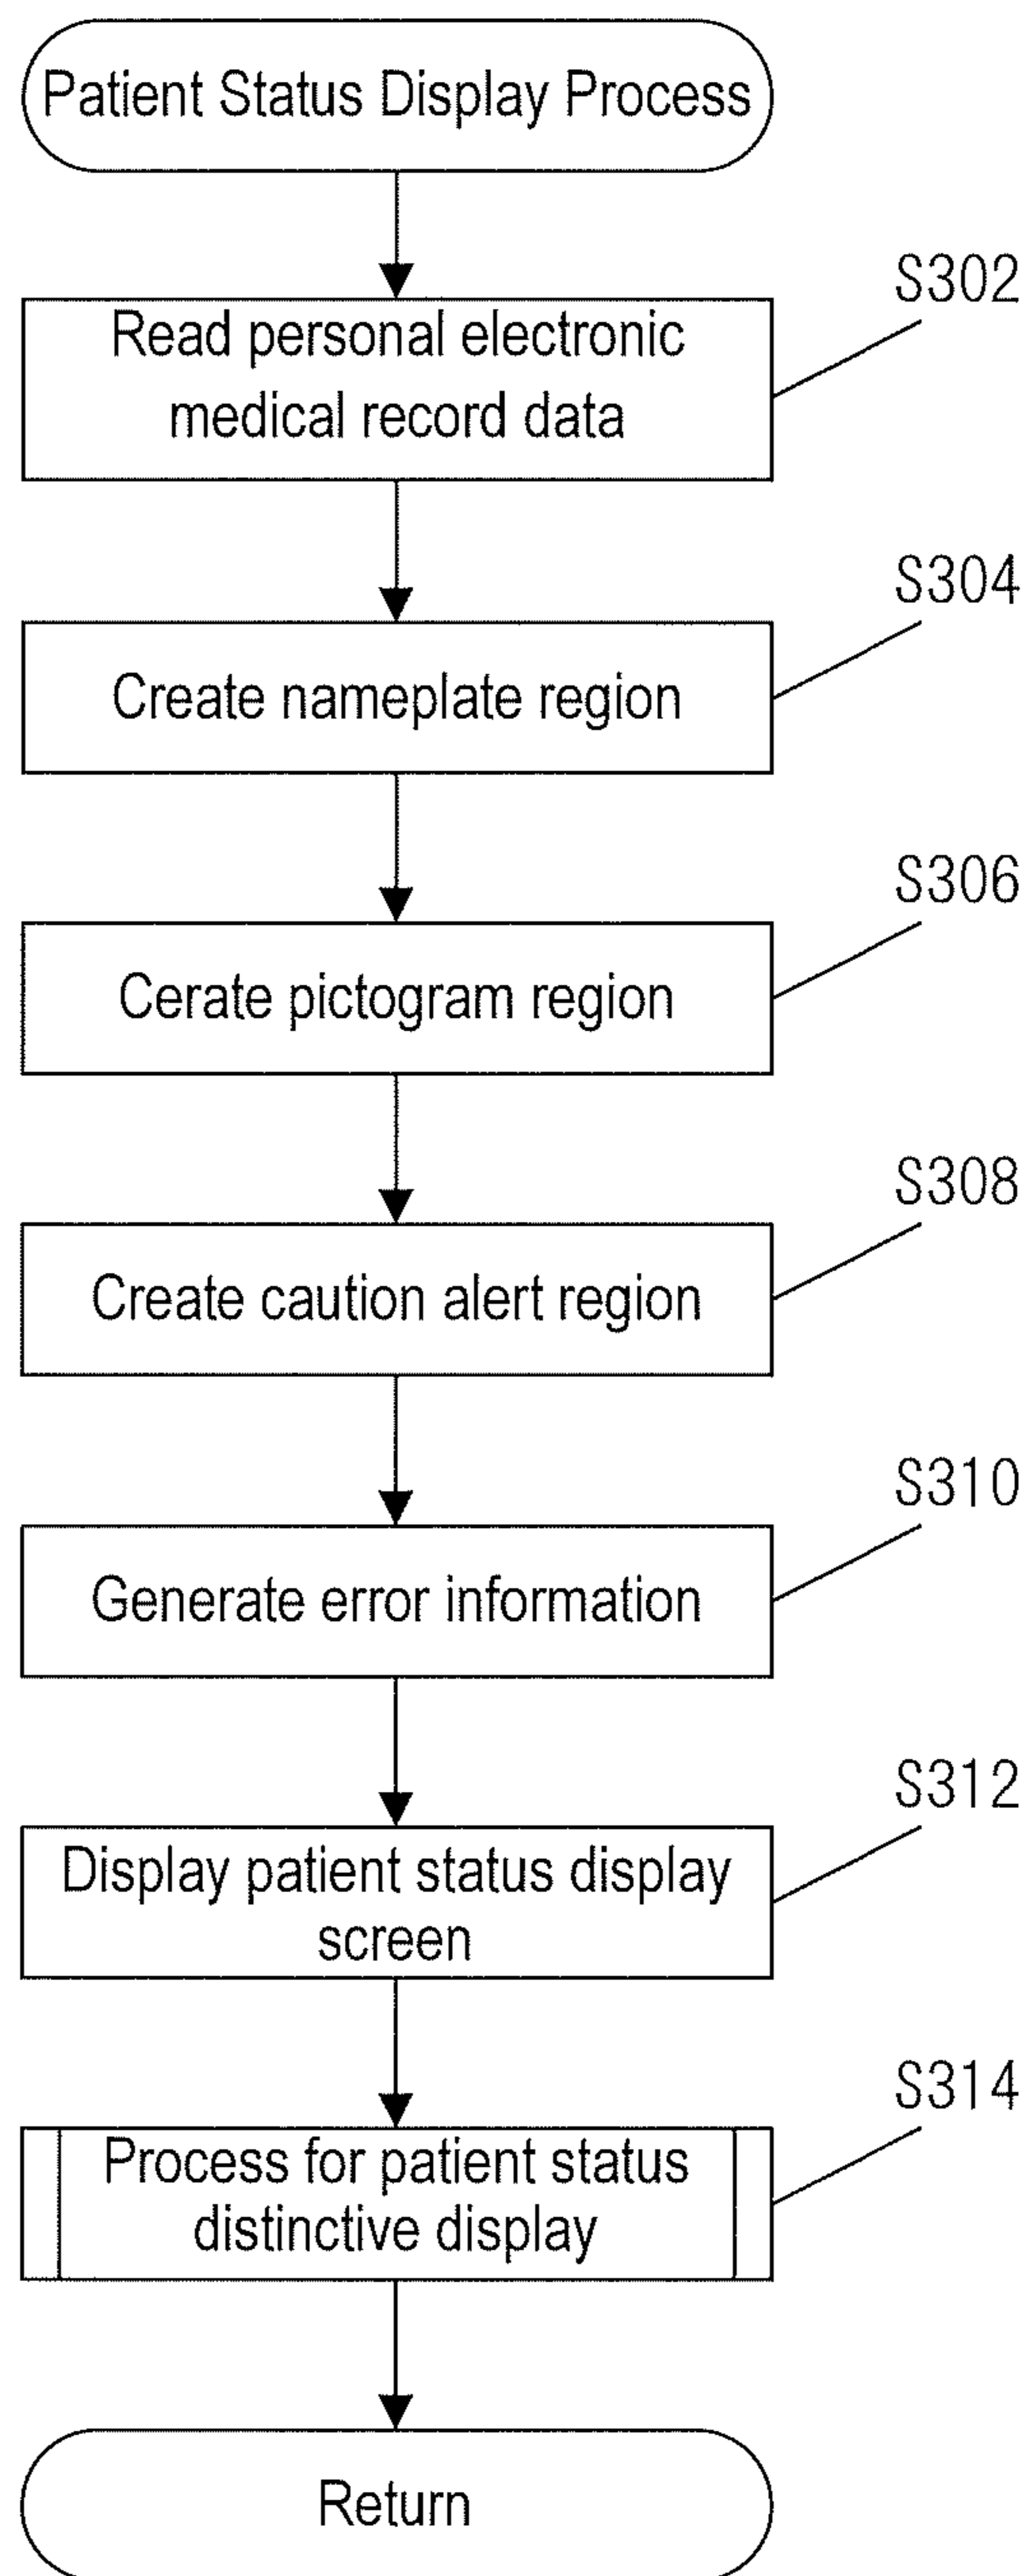 Patient Status Display Process
S302
Read personal electronic
medical record data
S304
Create nameplate region
S306
Cerate pictogram region
S308
Create caution alert region
S310
Generate error information
S312
Display patient status display
screen
S314
Process for patient status
distinctive display
Return